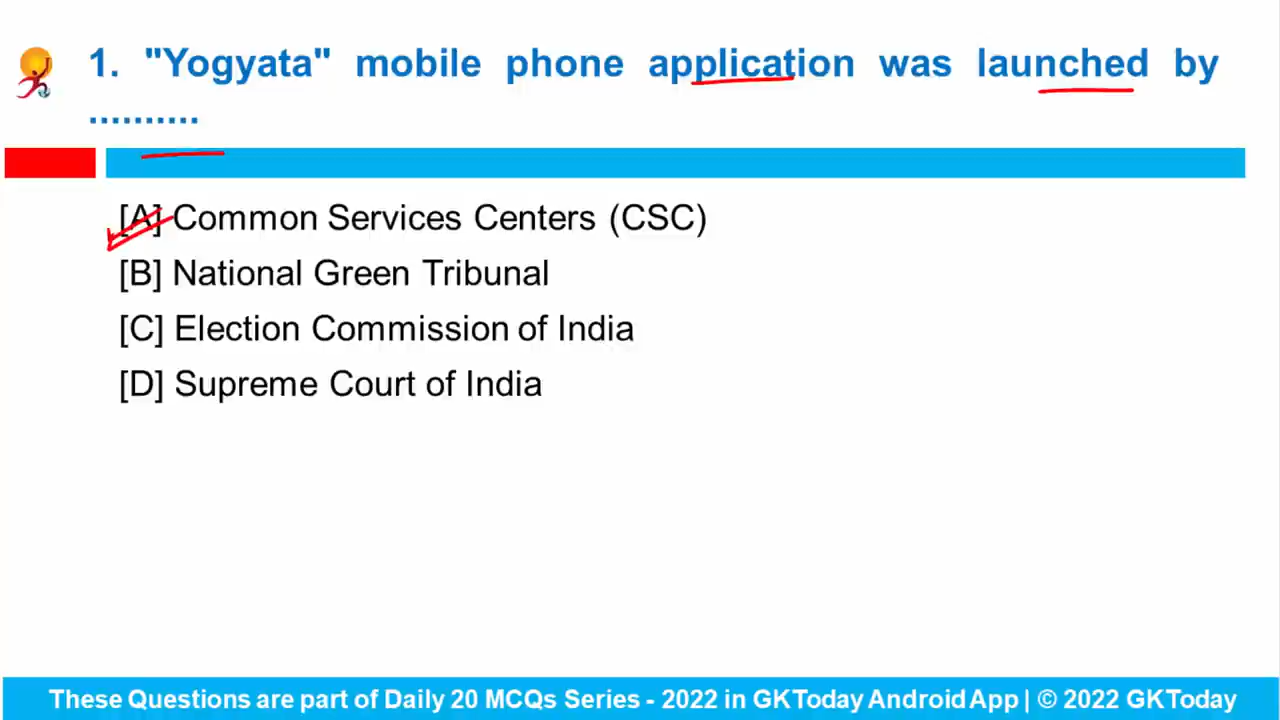 1. "Yogyata" mobile phone application was launched by
..........
[A] Common Services Centers (CSC)
[B] National Green Tribunal
[C] Election Commission of India
[D] Supreme Court of India
These Questions are part of Daily 20 MCQs Series - 2022 in GKToday Android App | © 2022 GKToday